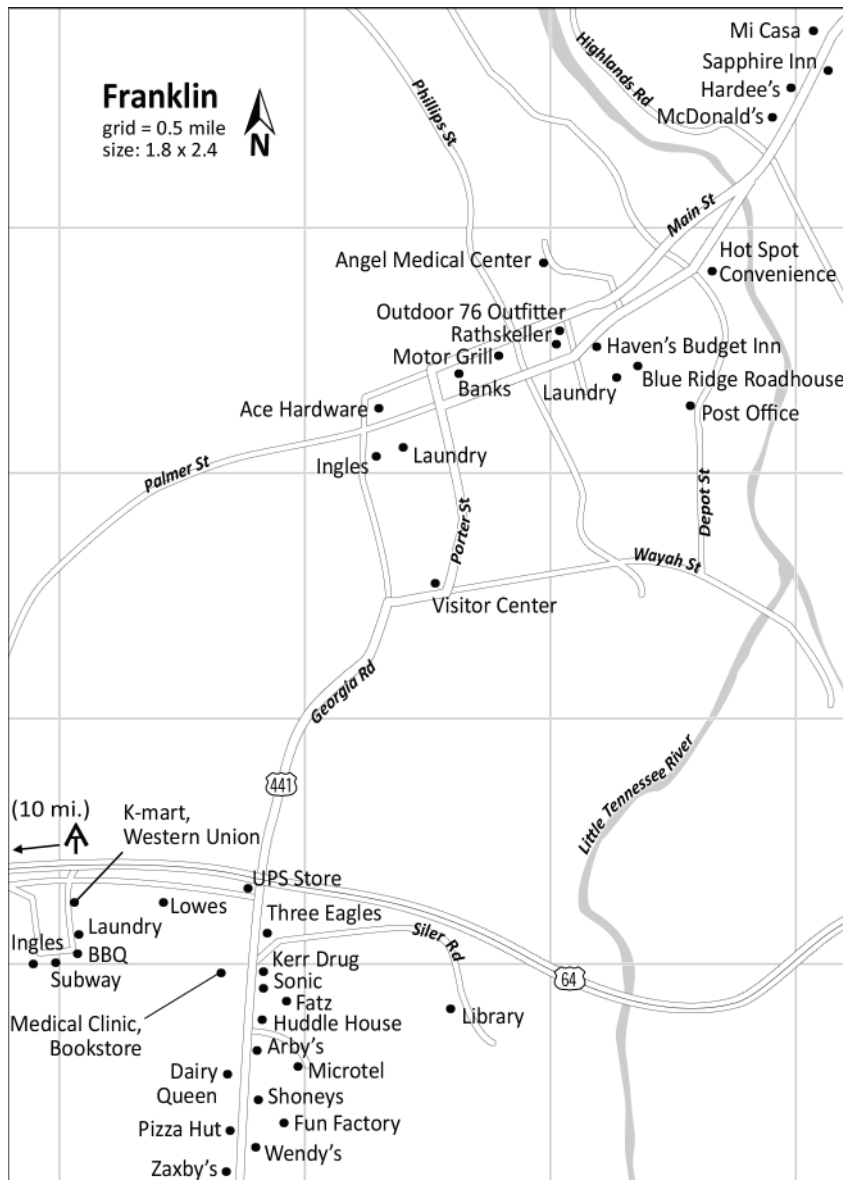 Franklin
grid = 0.5 mile
size: 1.8 x 2.4
N
Mi Casa
Sapphire Inn
Hardee's
McDonald's
Highlands Rd
Phillips St
Main St
Angel Medical Center
Hot Spot
Convenience
Outdoor 76 Outfitter
Rathskeller
Motor Grill
Haven's Budget Inn
Banks
Laundry
Blue Ridge Roadhouse
Ace Hardware
Post Office
Ingles
Laundry
Palmer St
Porter St
Depot St
Wayah St
Visitor Center
Georgia Rd
441
Little Tennessee River
(10 mi.)
K-mart,
Western Union
UPS Store
Lowes
Three Eagles
Siler Rd
Laundry
Ingles
BBQ
Subway
Kerr Drug
Sonic
64
Fatz
Library
Medical Clinic,
Bookstore
Huddle House
Arby's
Dairy
Queen
Microtel
Shoneys
Pizza Hut
Fun Factory
Wendy's
Zaxby's